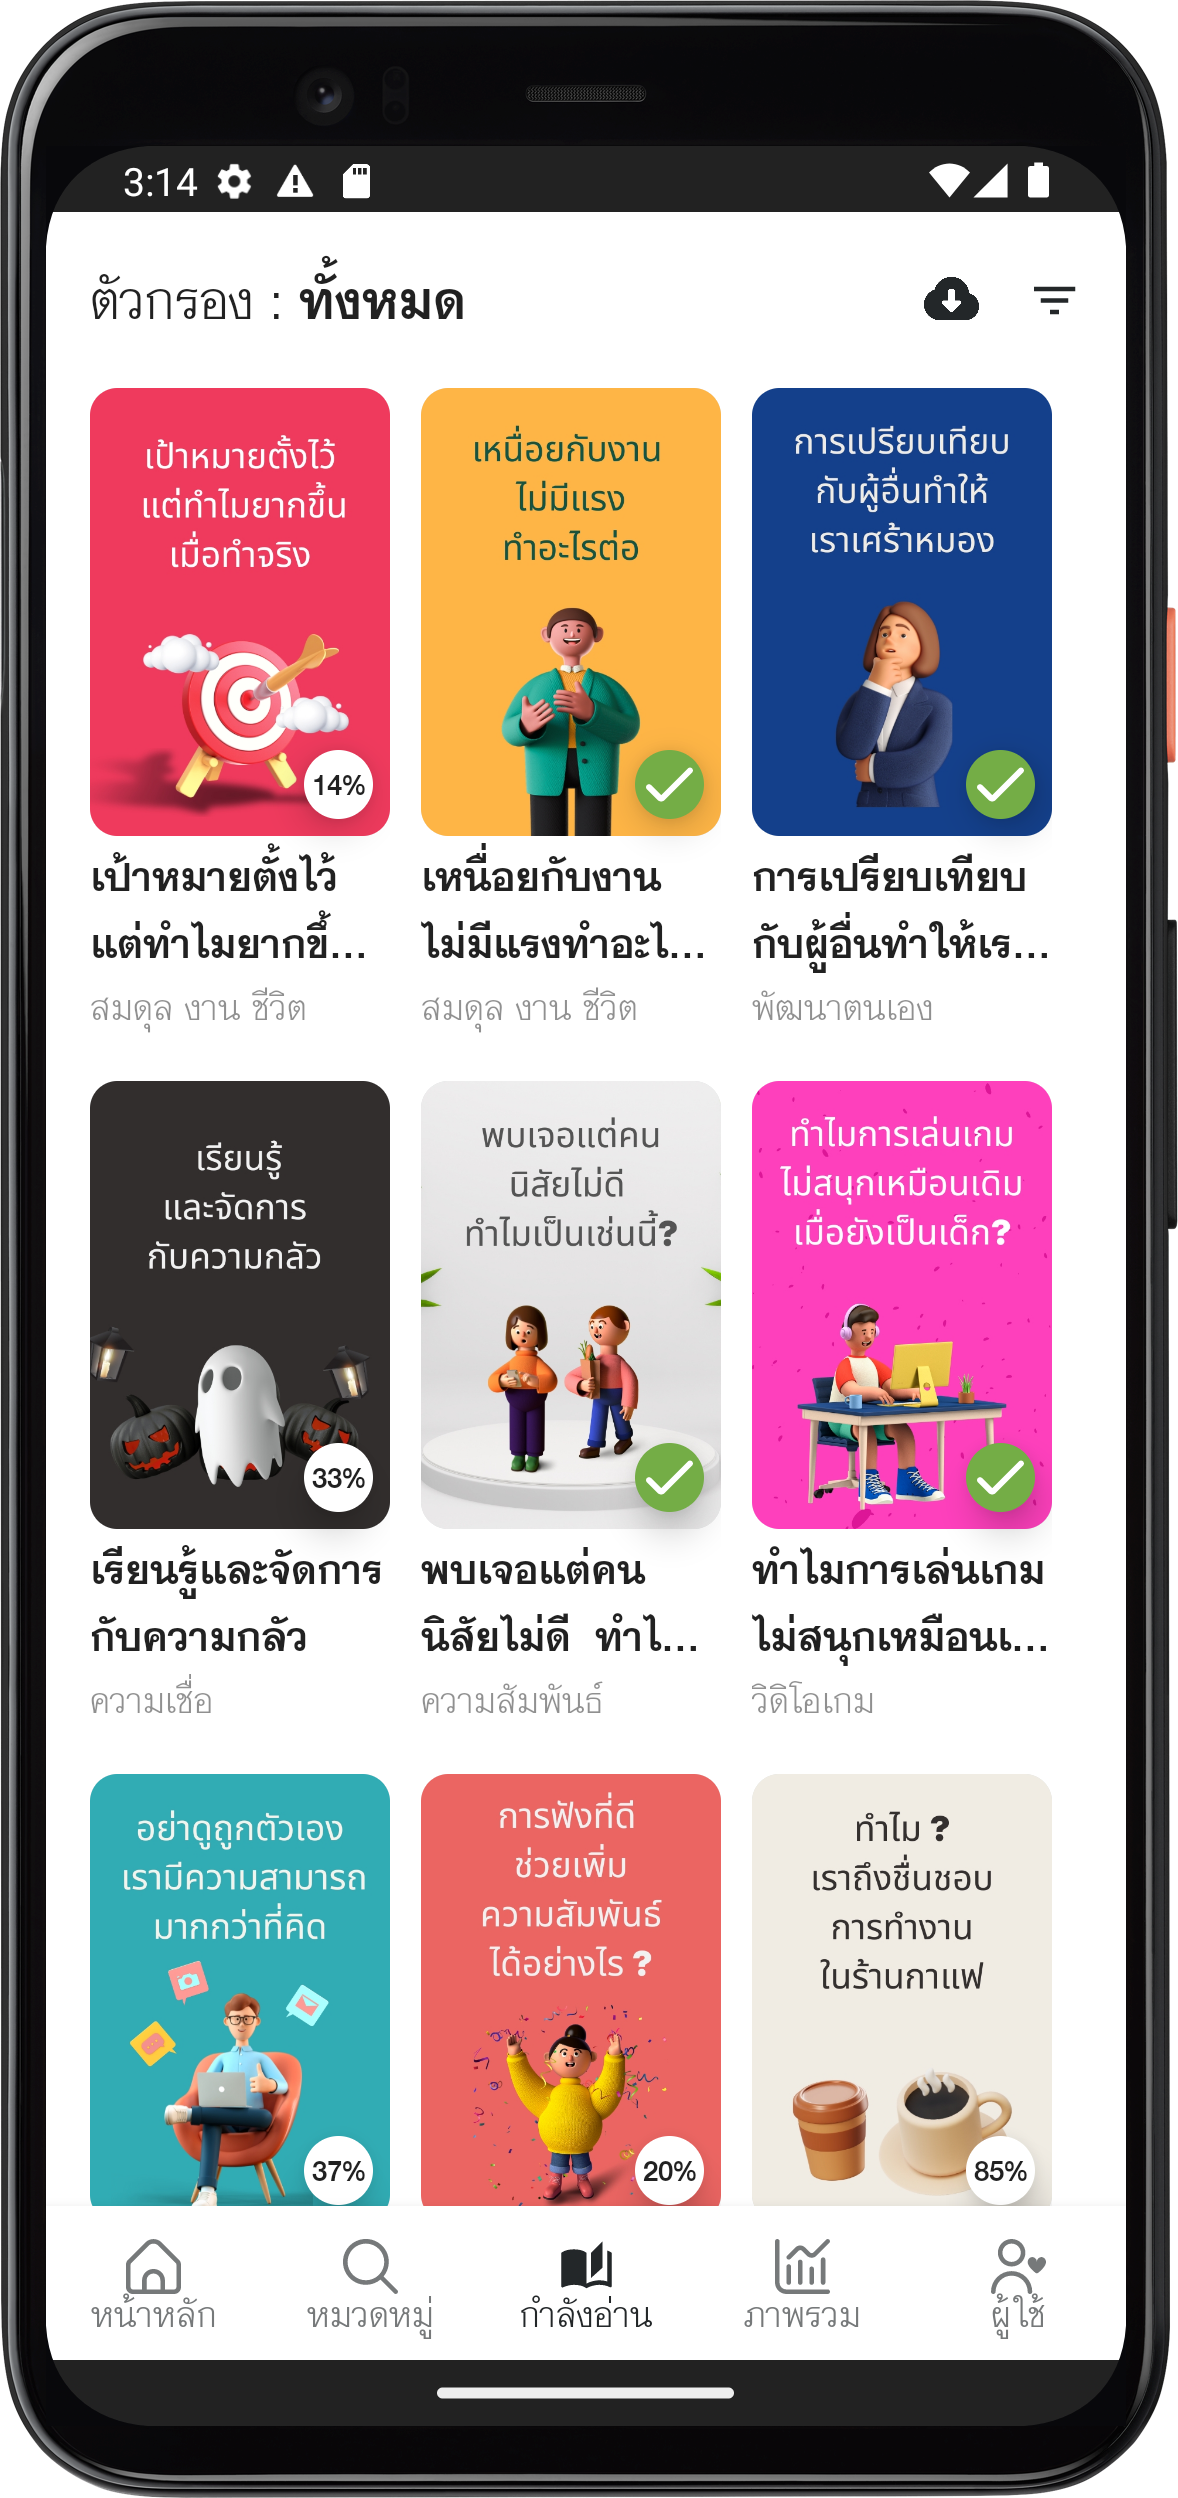 3:14
ตัวกรอง : ทั้งหมด
เป้าหมายตั้งไว้
แต่ทำไมยากขึ้น
เมื่อทำจริง
14%
เหนื่อยกับงาน
ไม่มีแรง
ทำอะไรต่อ
การเปรียบเทียบ
กับผู้อื่นทำให้
เราเศร้าหมอง
เป้าหมายตั้งไว้
แต่ทำไมยากขึ้...
สมดุล งาน ชีวิต
เหนื่อยกับงาน
ไม่มีแรงทำอะไ...
สมดุล งาน ชีวิต
การเปรียบเทียบ
กับผู้อื่นทำให้เร...
พัฒนาตนเอง
เรียนรู้
และจัดการ
กับความกลัว
33%
พบเจอแต่คน
นิสัยไม่ดี
ทำไมเป็นเช่นนี้?
ทำไมการเล่นเกม
ไม่สนุกเหมือนเดิม
เมื่อยังเป็นเด็ก?
เรียนรู้และจัดการ
กับความกลัว
ความเชื่อ
พบเจอแต่คน
นิสัยไม่ดี ทำไ...
ความสัมพันธ์
ทำไมการเล่นเกม
ไม่สนุกเหมือนเ...
วิดิโอเกม
อย่าดูถูกตัวเอง
เรามีความสามารถ
มากกว่าที่คิด
37%
การฟังที่ดี
ช่วยเพิ่ม
ความสัมพันธ์
ได้อย่างไร ?
20%
ทำไม ?
เราถึงชื่นชอบ
การทำงาน
ในร้านกาแฟ
85%
หน้าหลัก
หมวดหมู่
กำลังอ่าน
ภาพรวม
ผู้ใช้